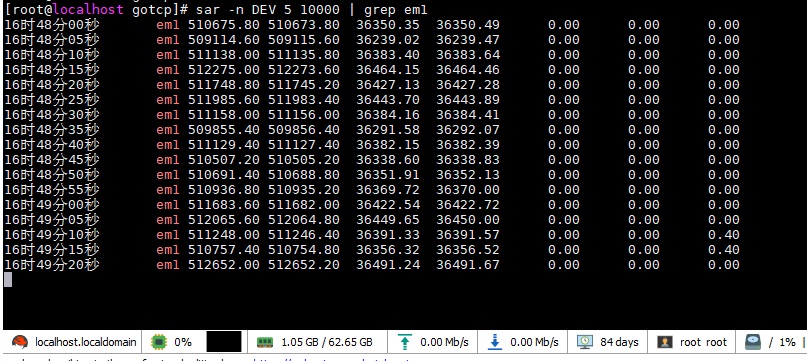 [root@localhost gotcp]# sar -n DEV 5 10000 | grep em1
16时48分00秒 em1 510675.80 510673.80 36350.35 36350.49 0.00 0.00 0.00
16时48分05秒 em1 509114.60 509115.60 36239.02 36239.47 0.00 0.00 0.00
16时48分10秒 em1 511138.00 511135.80 36383.40 36383.64 0.00 0.00 0.00
16时48分15秒 em1 512275.00 512273.60 36464.15 36464.46 0.00 0.00 0.00
16时48分20秒 em1 511748.80 511745.20 36427.13 36427.28 0.00 0.00 0.00
16时48分25秒 em1 511985.60 511983.40 36443.70 36443.89 0.00 0.00 0.00
16时48分30秒 em1 511158.00 511156.00 36384.16 36384.41 0.00 0.00 0.00
16时48分35秒 em1 509855.40 509856.40 36291.58 36292.07 0.00 0.00 0.00
16时48分40秒 em1 511129.40 511127.40 36382.15 36382.39 0.00 0.00 0.00
16时48分45秒 em1 510507.20 510505.20 36338.60 36338.83 0.00 0.00 0.00
16时48分50秒 em1 510691.40 510688.80 36351.91 36352.13 0.00 0.00 0.00
16时48分55秒 em1 510936.80 510935.20 36369.72 36370.00 0.00 0.00 0.00
16时49分00秒 em1 511683.60 511682.00 36422.54 36422.72 0.00 0.00 0.00
16时49分05秒 em1 512065.60 512064.80 36449.65 36450.00 0.00 0.00 0.00
16时49分10秒 em1 511248.00 511246.40 36391.33 36391.57 0.00 0.00 0.40
16时49分15秒 em1 510757.40 510754.80 36356.32 36356.52 0.00 0.00 0.40
16时49分20秒 em1 512652.00 512652.20 36491.24 36491.67 0.00 0.00 0.00
localhost.localdomain 0% 1.05 GB / 62.65 GB 0.00 Mb/s 0.00 Mb/s 84 days root root / 1%